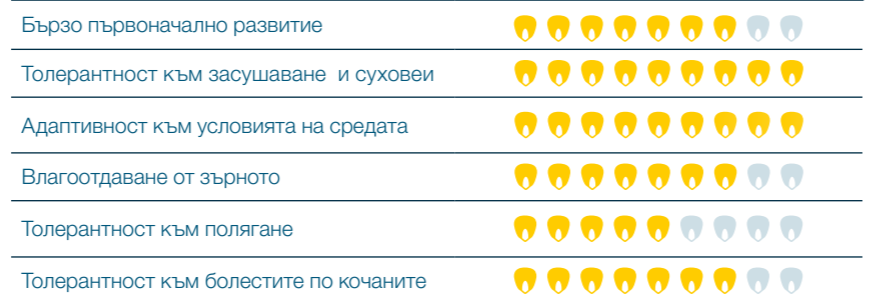 Бързо първоначално развитие
Толерантност към засушаване и суховеи
Адаптивност към условията на средата
Влагоотдаване от зърното
Толерантност към полягане
Толерантност към болестите по кочаните